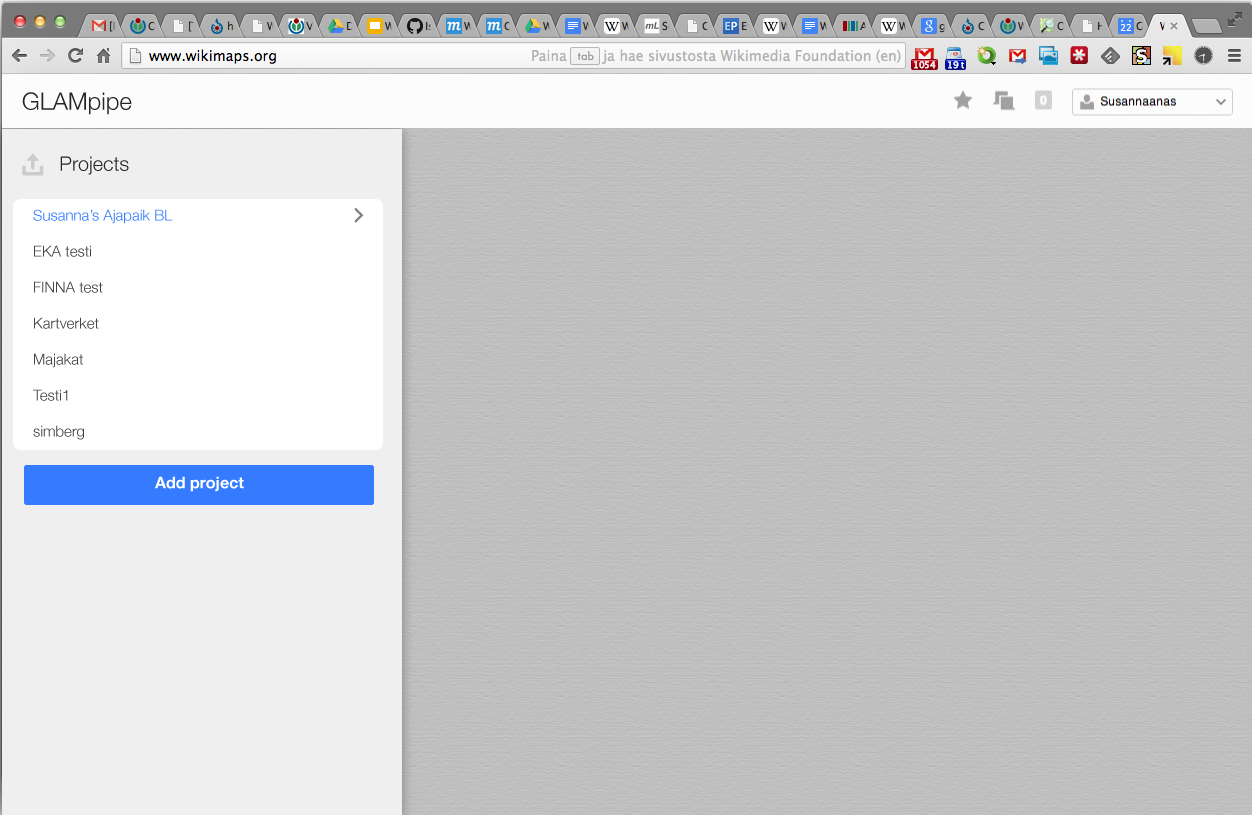 www.wikimaps.org
Paina tab ja hae sivustosta Wikimedia Foundation (en)
1054
19t
GLAMpipe
0
Susannaanas
Projects
Susanna's Ajapaik BL
EKA testi
FINNA test
Kartverket
Majakat
Testi1
simberg
Add project